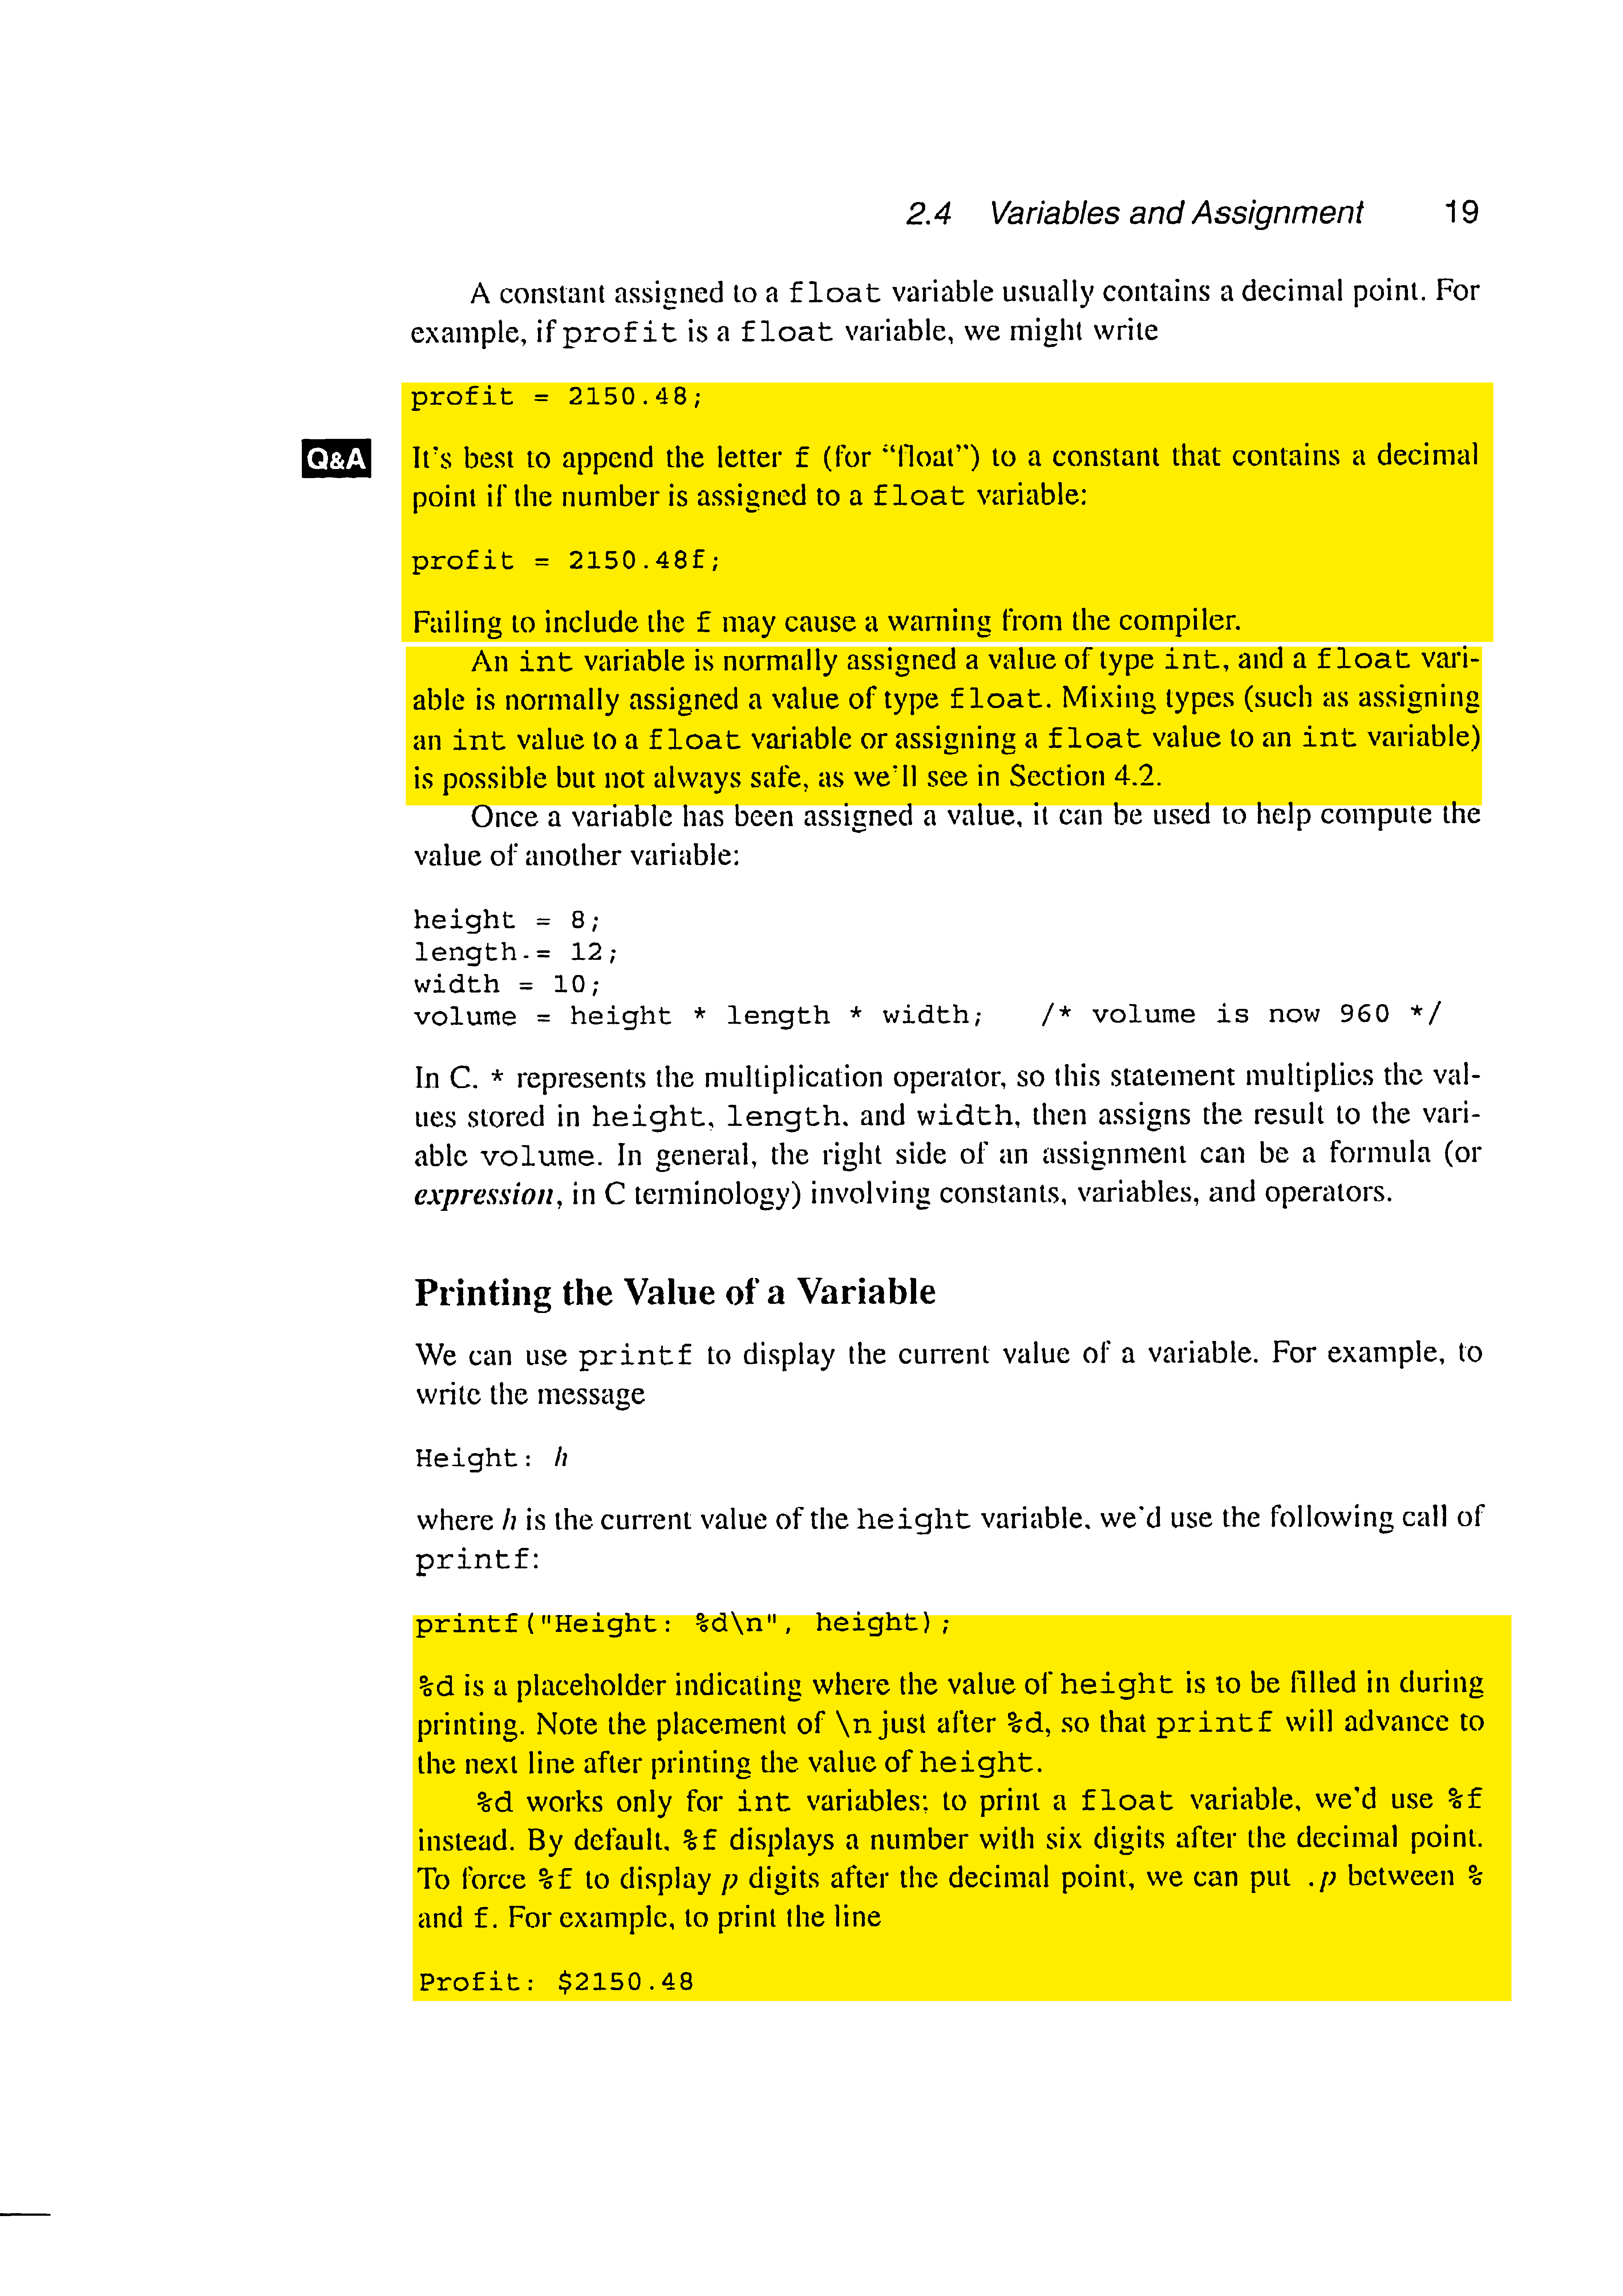 2.4 Variables and Assignment 19
A constant assigned to a float variable usually contains a decimal point. For
example, if profit is a float variable, we might write
profit = 2150.48;
Q&A
It's best to append the letter f (for "float") to a constant that contains a decimal
point if the number is assigned to a float variable:
profit = 2150.48f;
Failing to include the f may cause a warning from the compiler.
An int variable is normally assigned a value of type int, and a float vari-
able is normally assigned a value of type float. Mixing types (such as assigning
an int value to a float variable or assigning a float value to an int variable)
is possible but not always safe, as we'll see in Section 4.2.
Once a variable has been assigned a value, it can be used to help compute the
value of another variable:
height = 8;
length = 12;
width = 10;
volume = height * length * width; /* volume is now 960 */
In C, * represents the multiplication operator, so this statement multiplies the val-
ues stored in height, length, and width, then assigns the result to the vari-
able volume. In general, the right side of an assignment can be a formula (or
expression, in C terminology) involving constants, variables, and operators.
Printing the Value of a Variable
We can use printf to display the current value of a variable. For example, to
write the message
Height: h
where h is the current value of the height variable, we'd use the following call of
printf:
printf("Height: %d\n", height);
%d is a placeholder indicating where the value of height is to be filled in during
printing. Note the placement of \n just after %d, so that printf will advance to
the next line after printing the value of height.
%d works only for int variables; to print a float variable, we'd use %f
instead. By default, %f displays a number with six digits after the decimal point.
To force %f to display p digits after the decimal point, we can put .p between %
and f. For example, to print the line
Profit: $2150.48